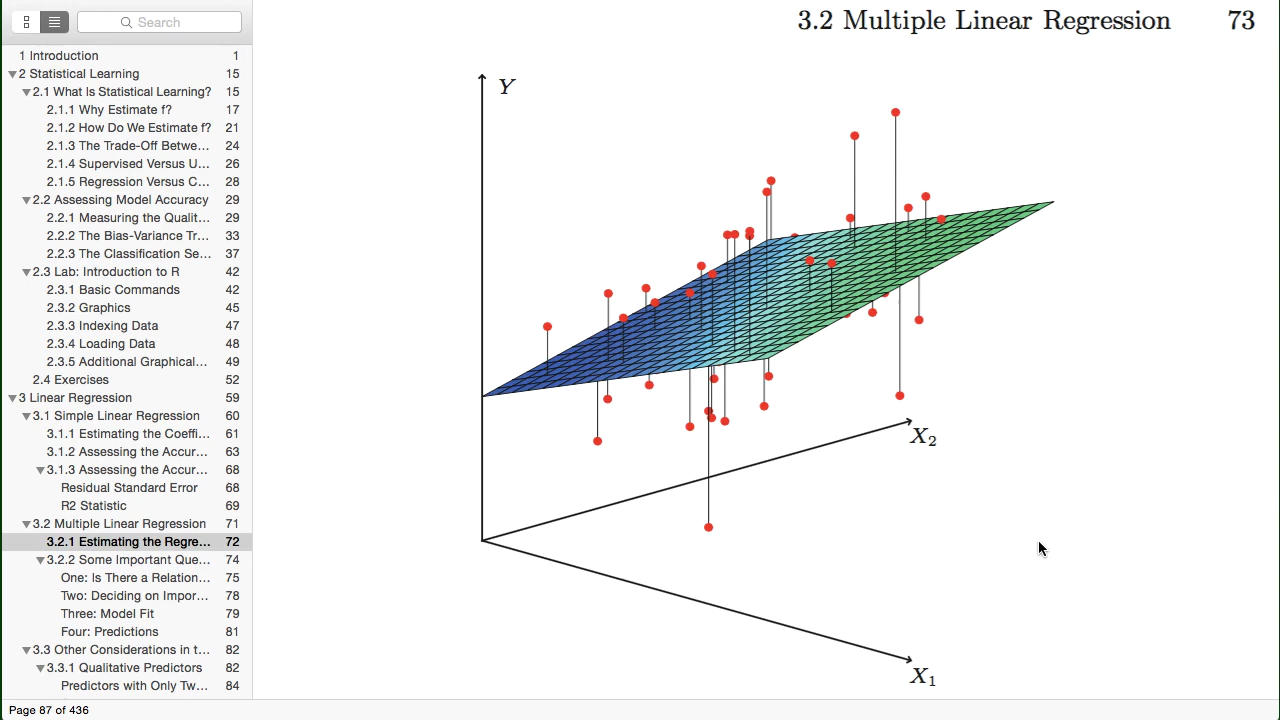 Search
1 Introduction 1
2 Statistical Learning 15
2.1 What Is Statistical Learning? 15
2.1.1 Why Estimate f? 17
2.1.2 How Do We Estimate f? 21
2.1.3 The Trade-Off Betwe... 24
2.1.4 Supervised Versus U... 26
2.1.5 Regression Versus C... 28
2.2 Assessing Model Accuracy 29
2.2.1 Measuring the Qualit... 29
2.2.2 The Bias-Variance Tr... 33
2.2.3 The Classification Se... 37
2.3 Lab: Introduction to R 42
2.3.1 Basic Commands 42
2.3.2 Graphics 45
2.3.3 Indexing Data 47
2.3.4 Loading Data 48
2.3.5 Additional Graphical... 49
2.4 Exercises 52
3 Linear Regression 59
3.1 Simple Linear Regression 60
3.1.1 Estimating the Coeffi... 61
3.1.2 Assessing the Accur... 63
3.1.3 Assessing the Accur... 68
Residual Standard Error 68
R2 Statistic 69
3.2 Multiple Linear Regression 71
3.2.1 Estimating the Regre... 72
3.2.2 Some Important Que... 74
One: Is There a Relation... 75
Two: Deciding on Impor... 78
Three: Model Fit 79
Four: Predictions 81
3.3 Other Considerations in t... 82
3.3.1 Qualitative Predictors 82
Predictors with Only Tw... 84
Page 87 of 436
3.2 Multiple Linear Regression 73
Y
X₂
X₁